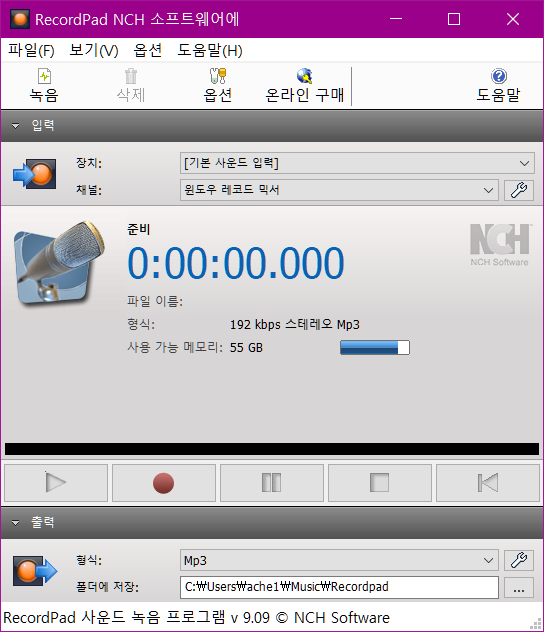 RecordPad NCH 소프트웨어에
파일(F) 보기(V) 옵션 도움말(H)
녹음 삭제 옵션 온라인 구매 도움말
입력
장치: [기본 사운드 입력]
채널: 윈도우 레코드 믹서
준비
0:00:00.000
NCH
NCH Software
파일 이름:
형식: 192 kbps 스테레오 Mp3
사용 가능 메모리: 55 GB
출력
형식: Mp3
폴더에 저장: C:₩Users₩ache1₩Music₩Recordpad ...
RecordPad 사운드 녹음 프로그램 v 9.09 © NCH Software